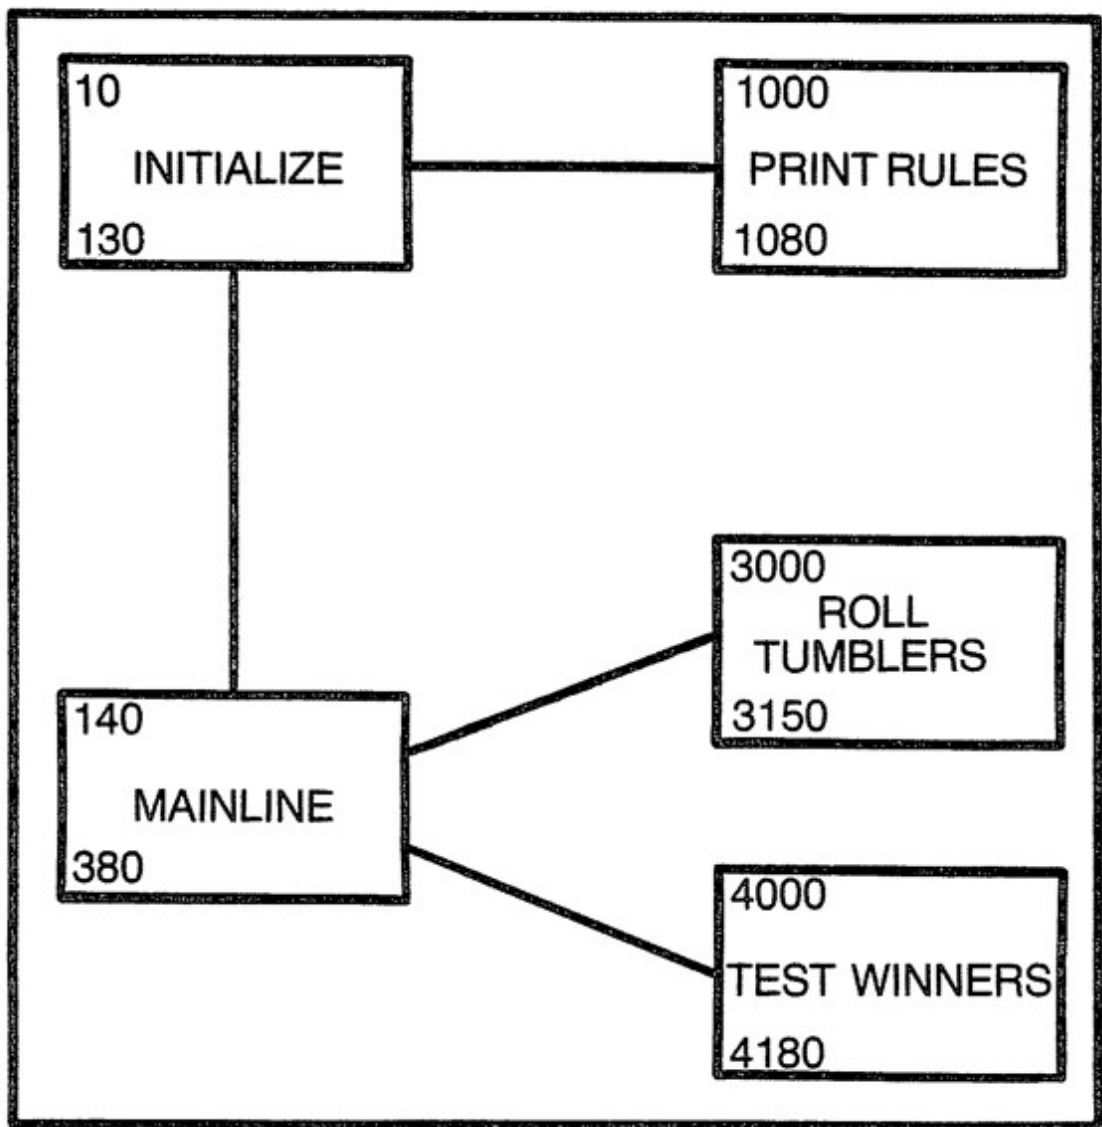 10
INITIALIZE
130
1000
PRINT RULES
1080
3000
ROLL
TUMBLERS
3150
140
MAINLINE
380
4000
TEST WINNERS
4180